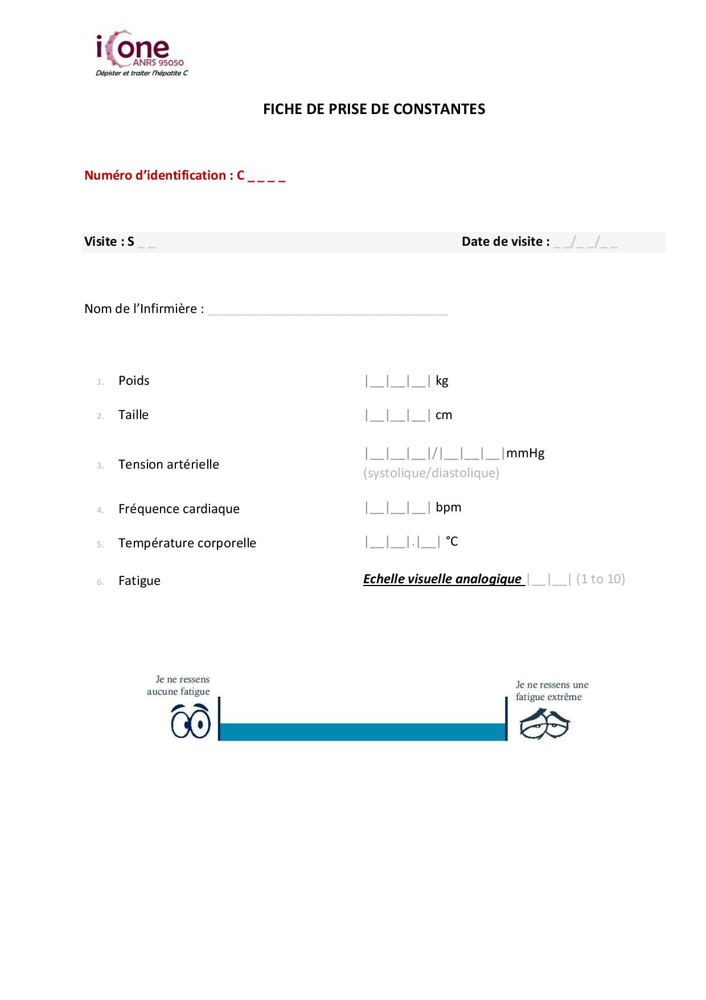 iCone
ANRS 95050
Dépister et traiter l'hépatite C
FICHE DE PRISE DE CONSTANTES
Numéro d’identification : C _ _ _ _
Visite : S _ _ Date de visite : _ _/_ _/_ _
Nom de l’Infirmière : ___________________________________
1. Poids |__|__|__| kg
2. Taille |__|__|__| cm
3. Tension artérielle |__|__|__|/|__|__|__|mmHg
(systolique/diastolique)
4. Fréquence cardiaque |__|__|__| bpm
5. Température corporelle |__|__|.|__| °C
6. Fatigue Echelle visuelle analogique |__|__| (1 to 10)
Je ne ressens
aucune fatigue
Je ne ressens une
fatigue extrême